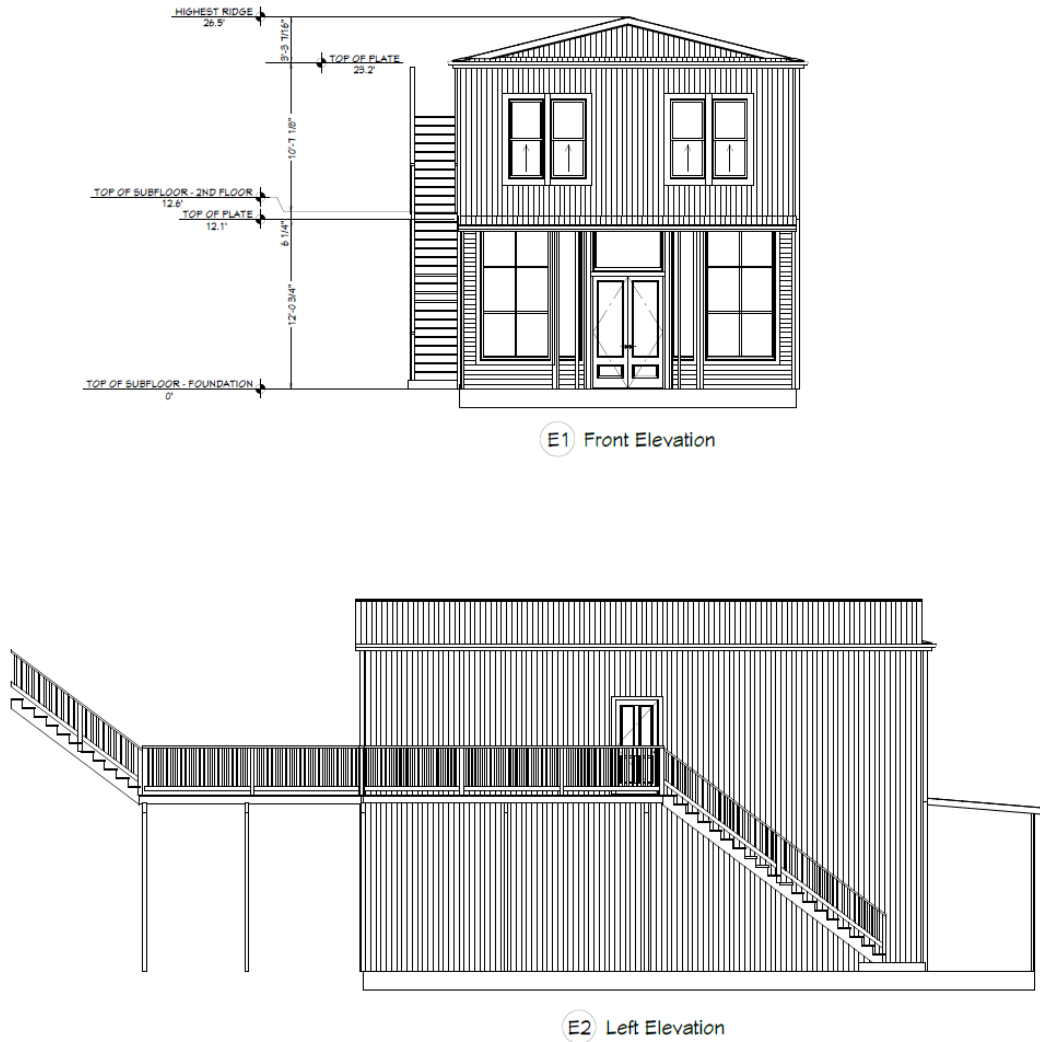 HIGHEST RIDGE
26.5'
3'-3 7/16"
TOP OF PLATE
23.2'
10'-7 1/8"
TOP OF SUBFLOOR - 2ND FLOOR
12.6'
TOP OF PLATE
12.1'
6 1/4"
12'-0 3/4"
TOP OF SUBFLOOR - FOUNDATION
0'
E1 Front Elevation
E2 Left Elevation